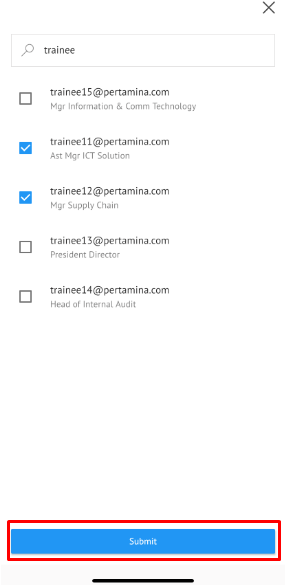 trainee
trainee15@pertamina.com
Mgr Information & Comm Technology
trainee11@pertamina.com
Ast Mgr ICT Solution
trainee12@pertamina.com
Mgr Supply Chain
trainee13@pertamina.com
President Director
trainee14@pertamina.com
Head of Internal Audit
Submit